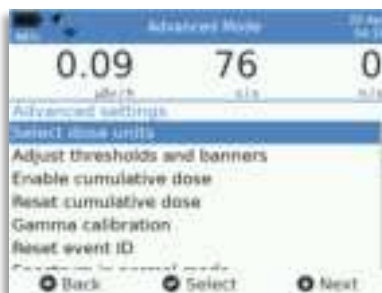 Advanced Mode
0.09 76 0
Advanced settings
Select dose units
Adjust thresholds and banners
Enable cumulative dose
Reset cumulative dose
Gamma calibration
Reset event ID
Back Select Next